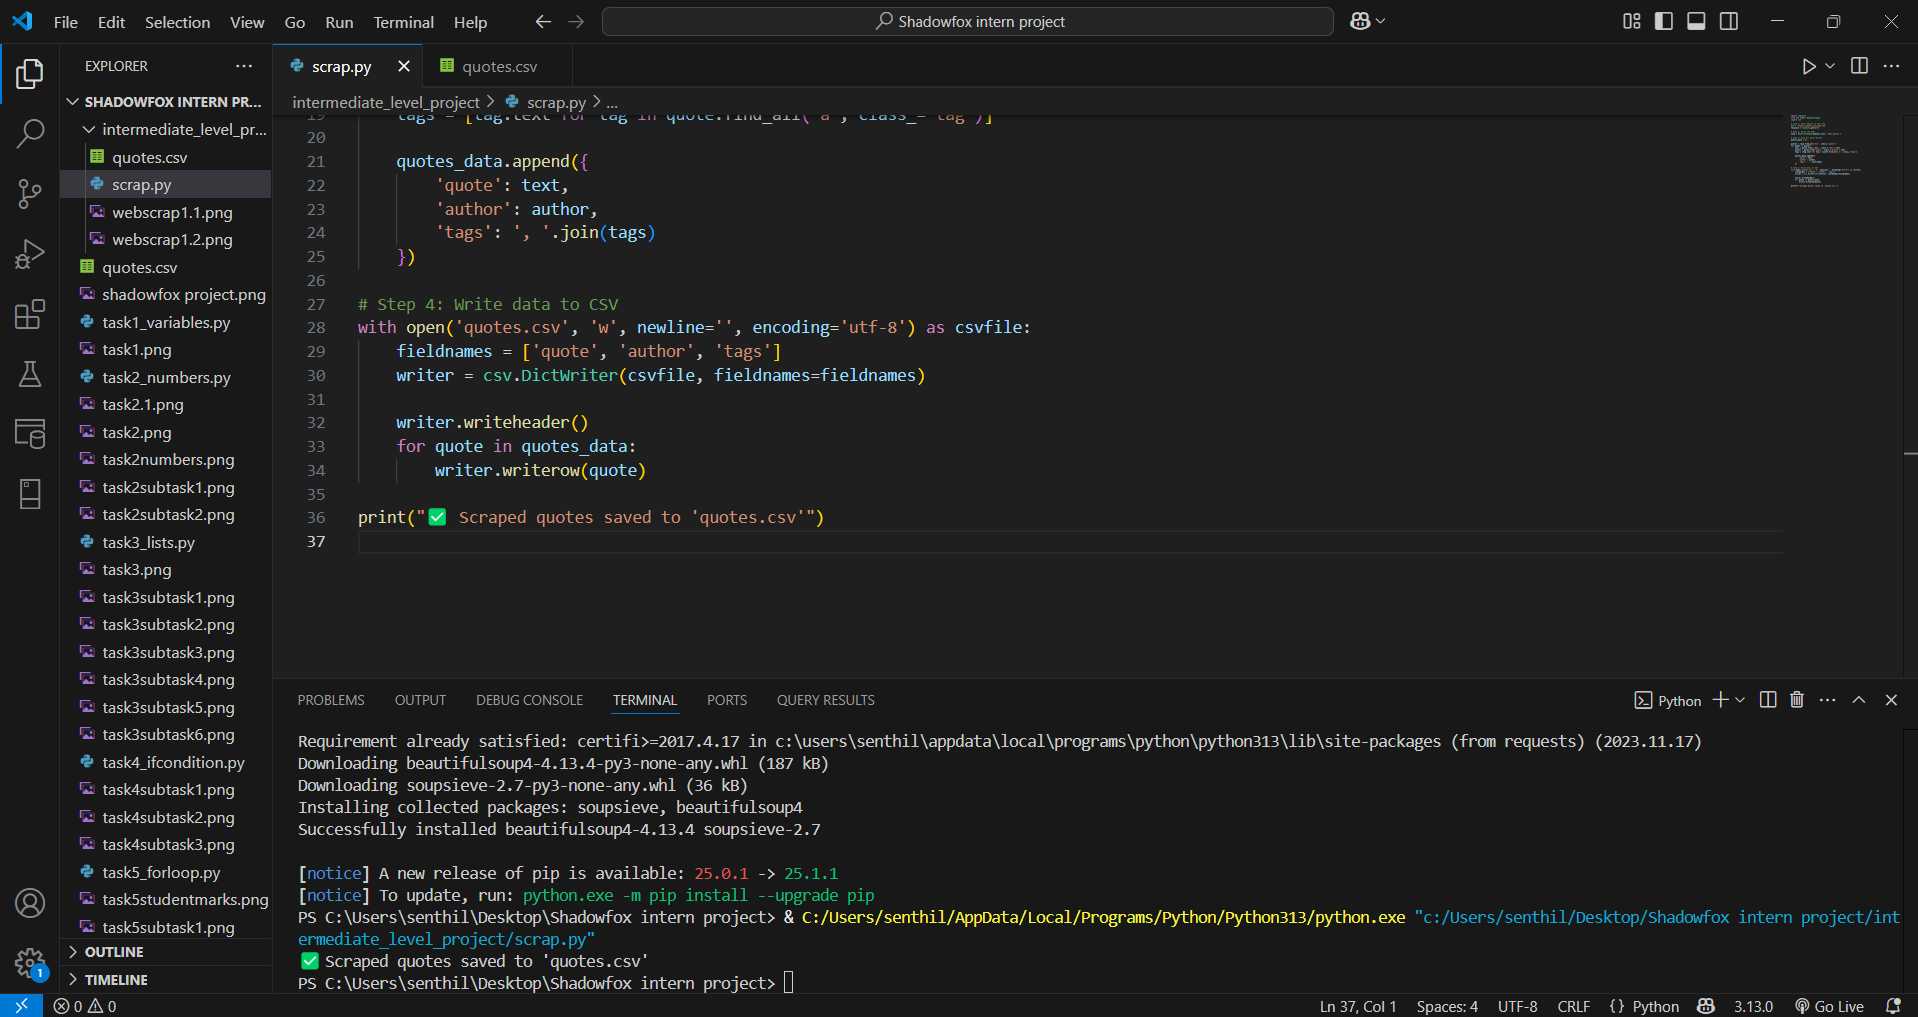 File Edit Selection View Go Run Terminal Help
Shadowfox intern project
EXPLORER
SHADOWFOX INTERN PR...
intermediate_level_pr...
quotes.csv
scrap.py
webscrap1.1.png
webscrap1.2.png
quotes.csv
shadowfox project.png
task1_variables.py
task1.png
task2_numbers.py
task2.1.png
task2.png
task2numbers.png
task2subtask1.png
task2subtask2.png
task3_lists.py
task3.png
task3subtask1.png
task3subtask2.png
task3subtask3.png
task3subtask4.png
task3subtask5.png
task3subtask6.png
task4_ifcondition.py
task4subtask1.png
task4subtask2.png
task4subtask3.png
task5_forloop.py
task5studentmarks.png
task5subtask1.png
OUTLINE
TIMELINE
1
scrap.py
quotes.csv
intermediate_level_project > scrap.py > ...
19 tags = [tag.text for tag in quote.find_all('a', class_='tag')]
20
21 quotes_data.append({
22 'quote': text,
23 'author': author,
24 'tags': ', '.join(tags)
25 })
26
27 # Step 4: Write data to CSV
28 with open('quotes.csv', 'w', newline='', encoding='utf-8') as csvfile:
29 fieldnames = ['quote', 'author', 'tags']
30 writer = csv.DictWriter(csvfile, fieldnames=fieldnames)
31
32 writer.writeheader()
33 for quote in quotes_data:
34 writer.writerow(quote)
35
36 print("✅ Scraped quotes saved to 'quotes.csv'")
37
PROBLEMS OUTPUT DEBUG CONSOLE TERMINAL PORTS QUERY RESULTS
Python
Requirement already satisfied: certifi>=2017.4.17 in c:\users\senthil\appdata\local\programs\python\python313\lib\site-packages (from requests) (2023.11.17)
Downloading beautifulsoup4-4.13.4-py3-none-any.whl (187 kB)
Downloading soupsieve-2.7-py3-none-any.whl (36 kB)
Installing collected packages: soupsieve, beautifulsoup4
Successfully installed beautifulsoup4-4.13.4 soupsieve-2.7
[notice] A new release of pip is available: 25.0.1 -> 25.1.1
[notice] To update, run: python.exe -m pip install --upgrade pip
PS C:\Users\senthil\Desktop\Shadowfox intern project> & C:/Users/senthil/AppData/Local/Programs/Python/Python313/python.exe "c:/Users/senthil/Desktop/Shadowfox intern project/int
ermediate_level_project/scrap.py"
✅ Scraped quotes saved to 'quotes.csv'
PS C:\Users\senthil\Desktop\Shadowfox intern project>
0 0
Ln 37, Col 1 Spaces: 4 UTF-8 CRLF {} Python 3.13.0 Go Live